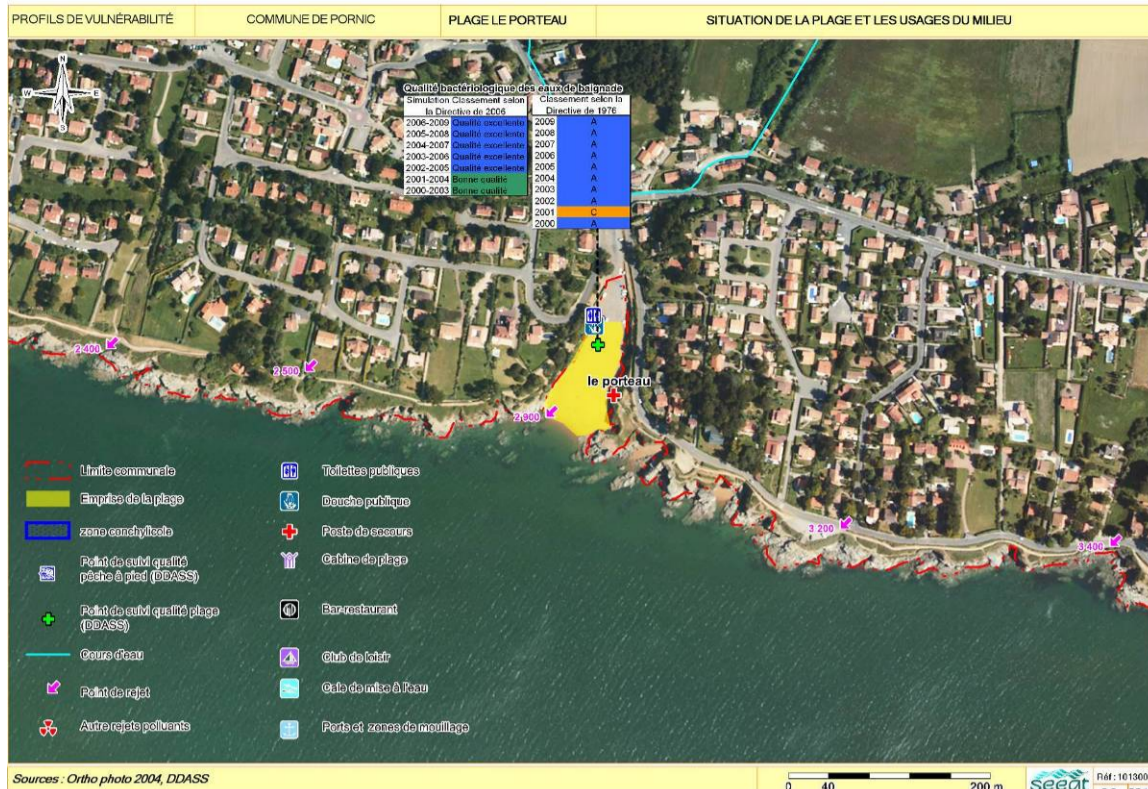 PROFILS DE VULNÉRABILITÉ
COMMUNE DE PORNIC
PLAGE LE PORTEAU
SITUATION DE LA PLAGE ET LES USAGES DU MILIEU
N
W E
S
Qualité bactériologique des eaux de baignade
Simulation Classement selon la Directive de 2006
Classement selon la Directive de 1976
2006-2009 Qualité excellente
2005-2008 Qualité excellente
2004-2007 Qualité excellente
2003-2006 Qualité excellente
2002-2005 Qualité excellente
2001-2004 Bonne qualité
2000-2003 Bonne qualité
2009 A
2008 A
2007 A
2006 A
2005 A
2004 A
2003 A
2002 A
2001 C
2000 A
2 400
2 500
2 900
le porteau
3 200
3 400
Limite communale
Emprise de la plage
zone conchylicole
Point de suivi qualité
pêche à pied (DDASS)
Point de suivi qualité plage
(DDASS)
Cours d'eau
Point de rejet
Autre rejets polluants
Toilettes publiques
Douche publique
Poste de secours
Cabine de plage
Bar-restaurant
Club de loisir
Cale de mise à l'eau
Ports et zones de mouillage
Sources : Ortho photo 2004, DDASS
0 40 200 m
seegt
Réf : 101300